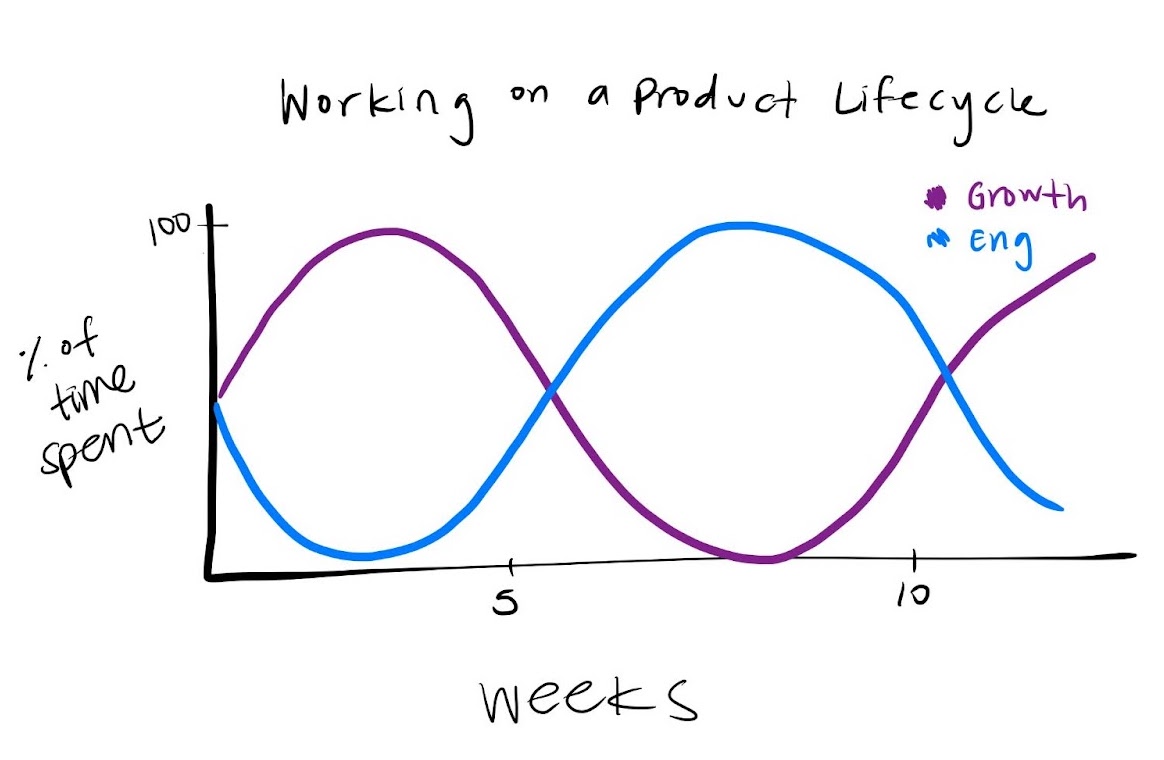 Working on a Product Lifecycle
Growth
Eng
100
% of
time
spent
5
10
weeks